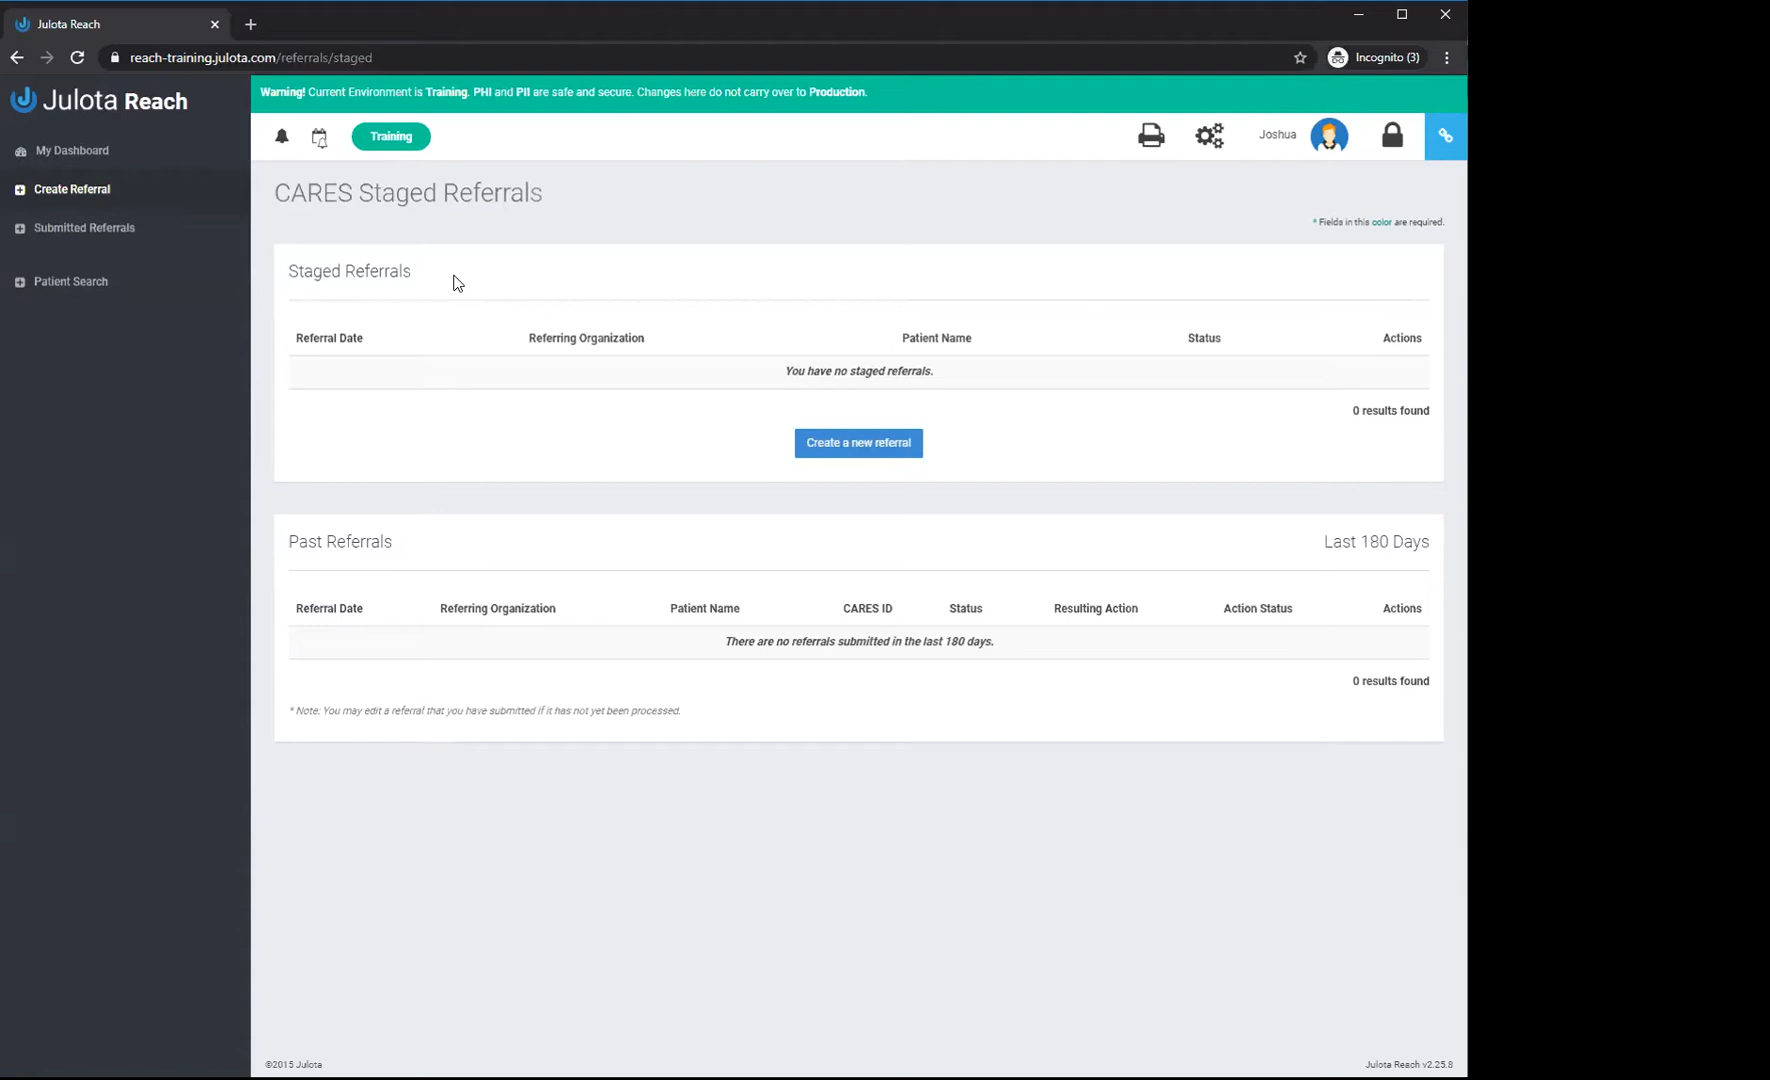 Julota Reach
reach-training.julota.com/referrals/staged
Incognito (3)
Julota Reach
Warning! Current Environment is Training. PHI and PII are safe and secure. Changes here do not carry over to Production.
Training
Joshua
My Dashboard
Create Referral
Submitted Referrals
Patient Search
CARES Staged Referrals
* Fields in this color are required.
Staged Referrals
Referral Date Referring Organization Patient Name Status Actions
You have no staged referrals.
0 results found
Create a new referral
Past Referrals Last 180 Days
Referral Date Referring Organization Patient Name CARES ID Status Resulting Action Action Status Actions
There are no referrals submitted in the last 180 days.
0 results found
* Note: You may edit a referral that you have submitted if it has not yet been processed.
©2015 Julota Julota Reach v2.25.8